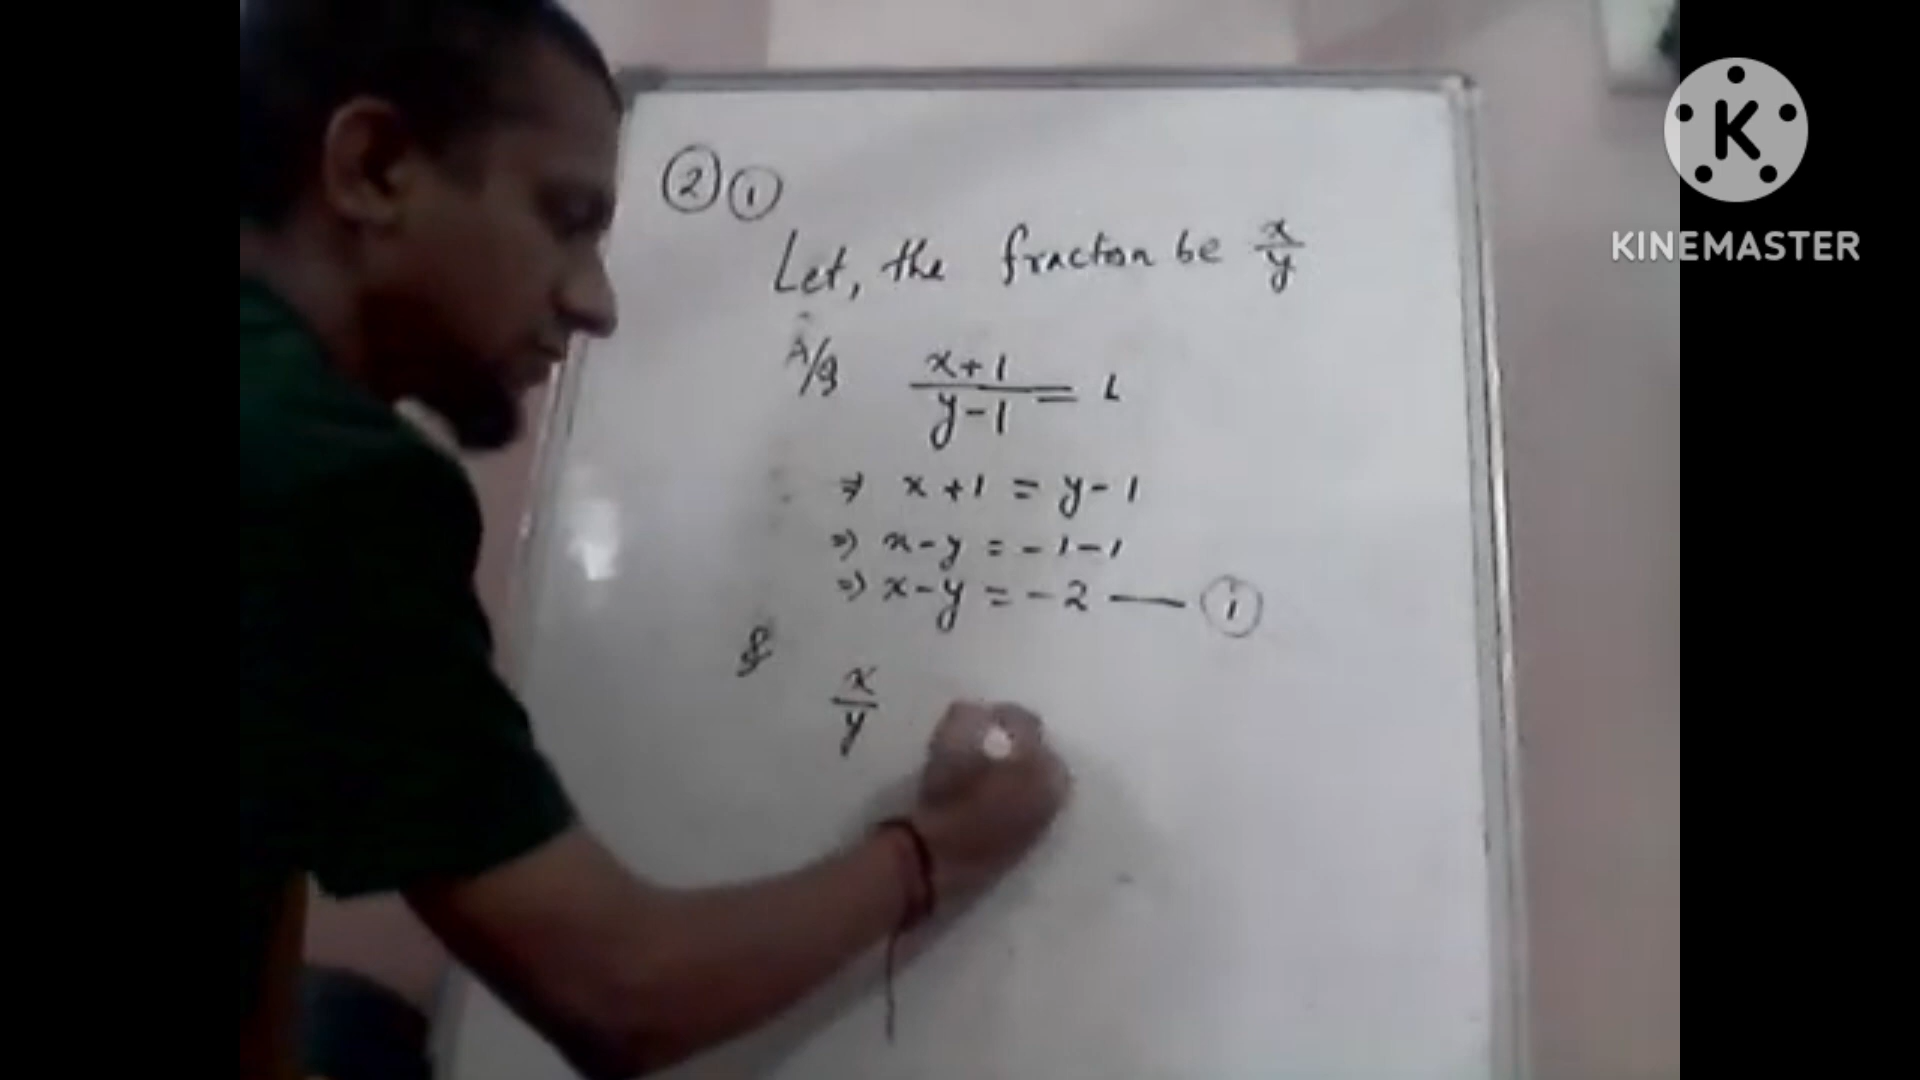 ② ①
Let, the fraction be x/y
A/q x+1/y-1 = 1
⇒ x+1 = y-1
⇒ x-y = -1-1
⇒ x-y = -2 — ①
& x/y
K
KINEMASTER